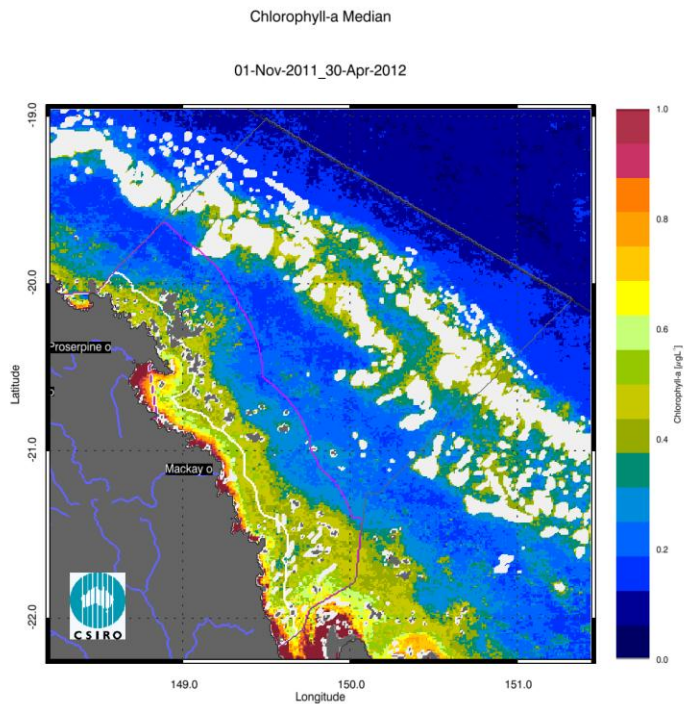 Chlorophyll-a Median
01-Nov-2011_30-Apr-2012
-19.0
-20.0
-21.0
-22.0
Latitude
Proserpine o
Mackay o
CSIRO
149.0
150.0
151.0
Longitude
1.0
0.8
0.6
0.4
0.2
0.0
Chlorophyll-a [µgL⁻]